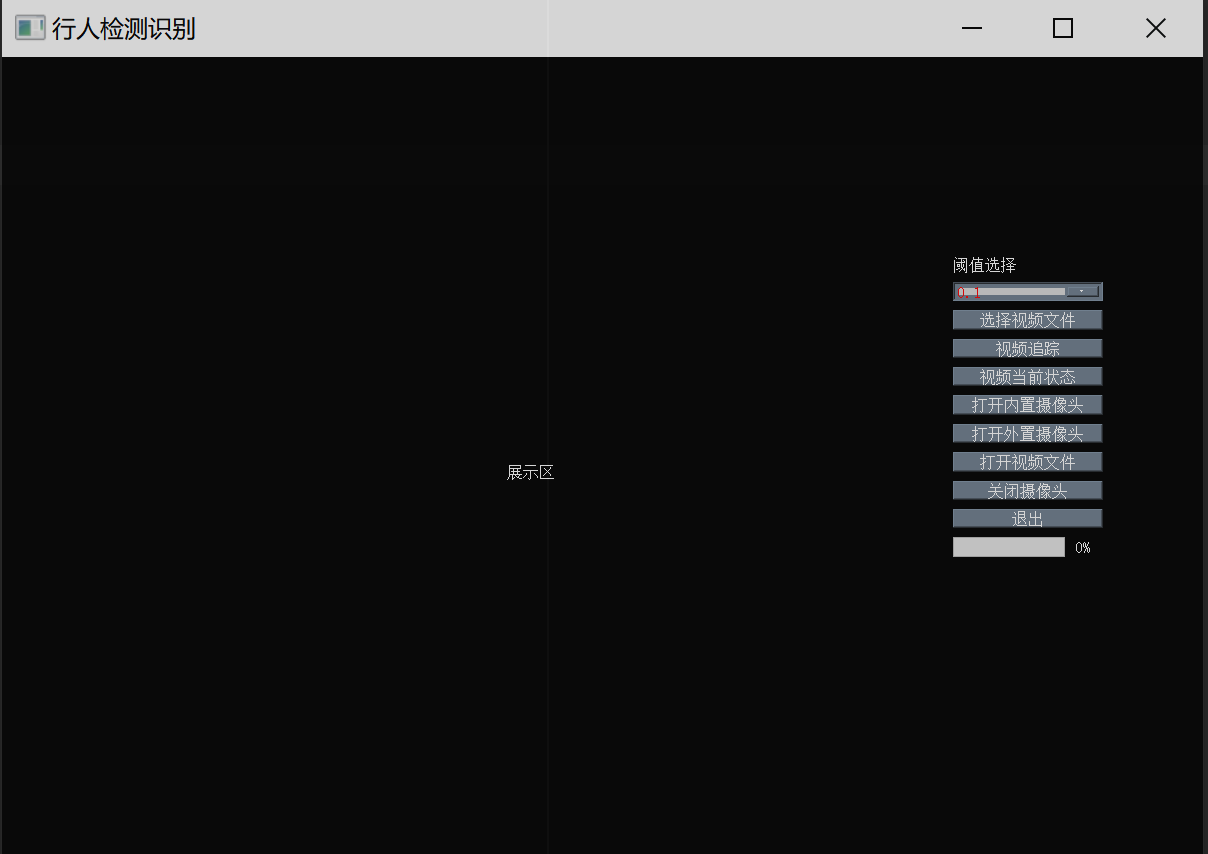 行人检测识别
阈值选择
0.1
选择视频文件
视频追踪
视频当前状态
打开内置摄像头
打开外置摄像头
展示区
打开视频文件
关闭摄像头
退出
0%